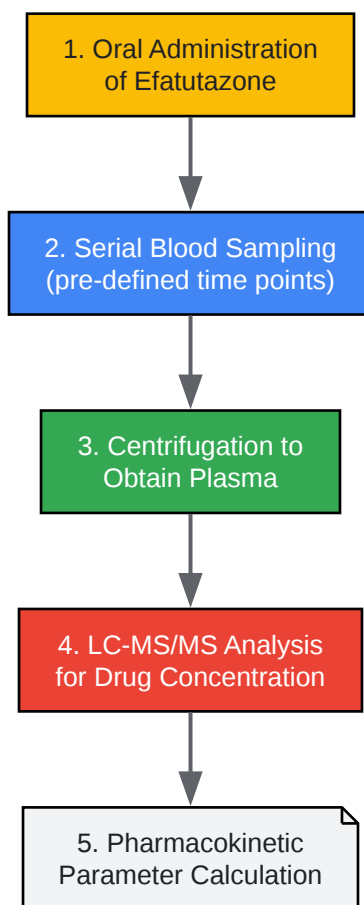 1. Oral Administration
of Efatutazone
2. Serial Blood Sampling
(pre-defined time points)
3. Centrifugation to
Obtain Plasma
4. LC-MS/MS Analysis
for Drug Concentration
5. Pharmacokinetic
Parameter Calculation